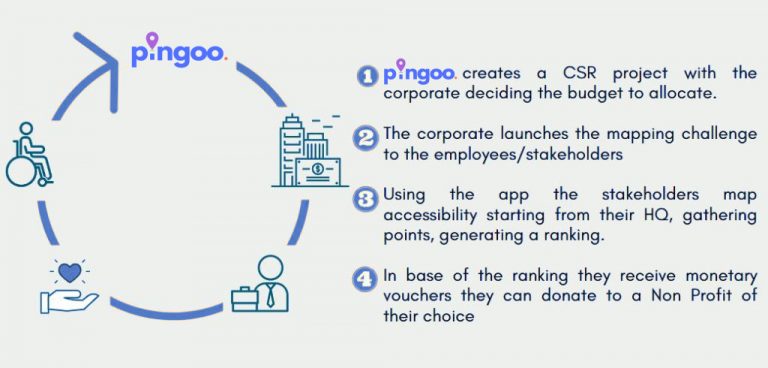 pingoo.
1 pingoo. creates a CSR project with the
corporate deciding the budget to allocate.
2 The corporate launches the mapping challenge
to the employees/stakeholders
3 Using the app the stakeholders map
accessibility starting from their HQ, gathering
points, generating a ranking.
4 In base of the ranking they receive monetary
vouchers they can donate to a Non Profit of
their choice
$